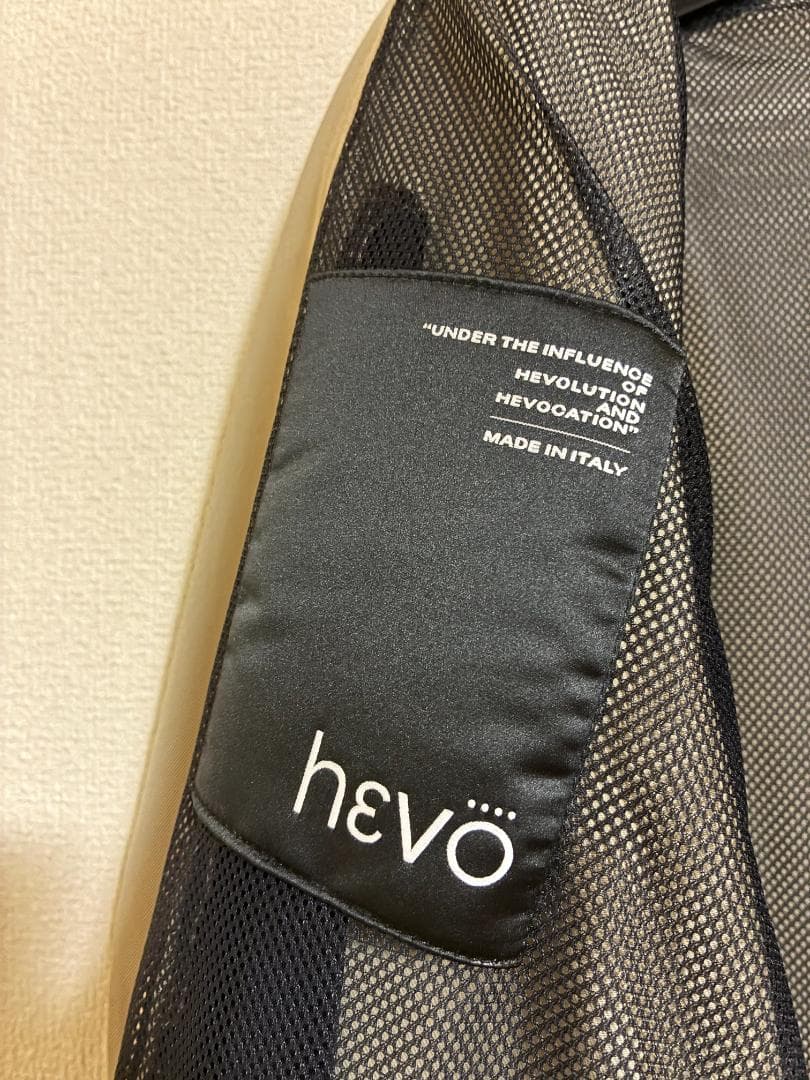 “UNDER THE INFLUENCE
OF
HEVOLUTION
AND
HEVOCATION”
MADE IN ITALY
hεvö